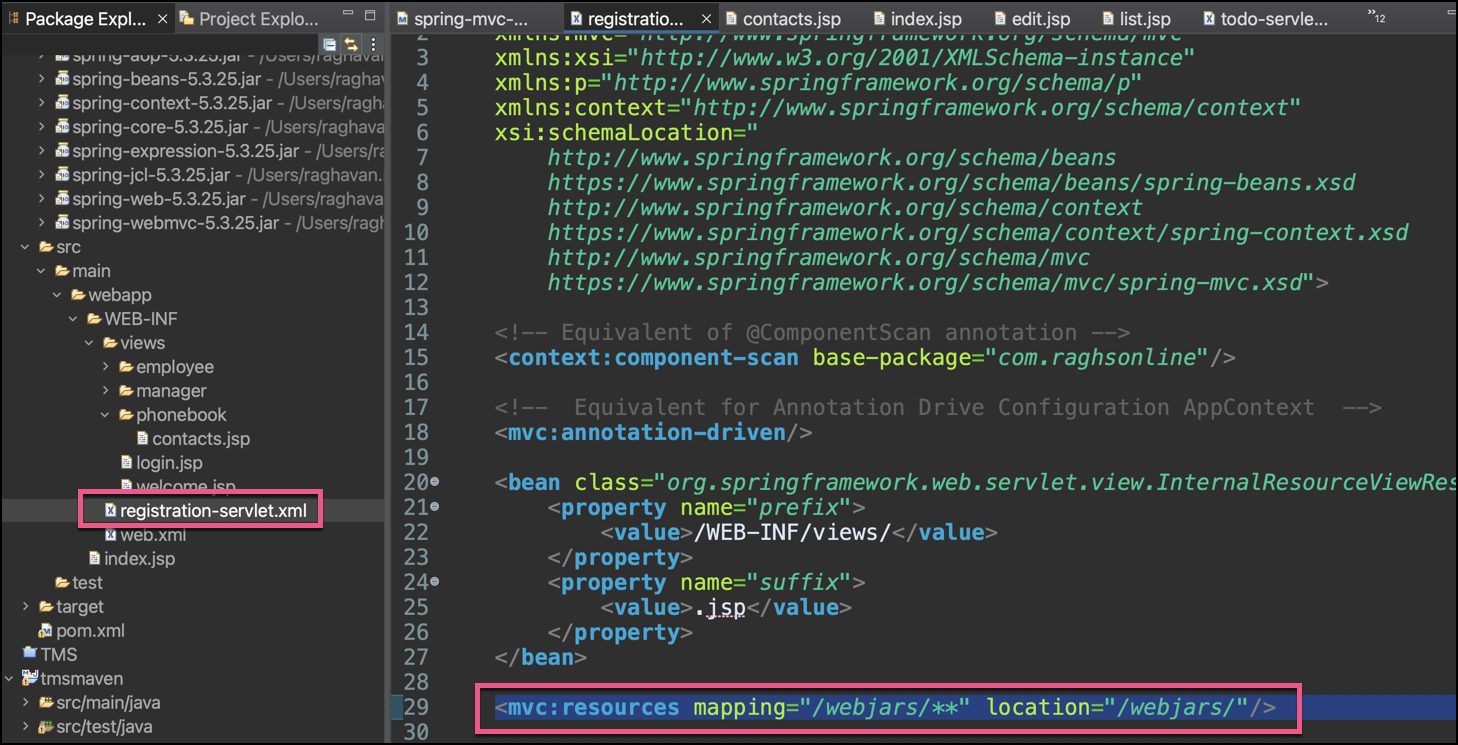 Package Expl...
Project Explo...
spring-aop-5.3.25.jar - /Users/raghavan
spring-beans-5.3.25.jar - /Users/raghavan
spring-context-5.3.25.jar - /Users/ragh
spring-core-5.3.25.jar - /Users/raghava
spring-expression-5.3.25.jar - /Users/ra
spring-jcl-5.3.25.jar - /Users/raghavan.
spring-web-5.3.25.jar - /Users/raghava
spring-webmvc-5.3.25.jar - /Users/ragh
src
main
webapp
WEB-INF
views
employee
manager
phonebook
contacts.jsp
login.jsp
welcome.jsp
registration-servlet.xml
web.xml
index.jsp
test
target
pom.xml
TMS
tmsmaven
src/main/java
src/test/java
spring-mvc-...
registratio...
contacts.jsp
index.jsp
edit.jsp
list.jsp
todo-servle...
»12
2 xmlns:mvc="http://www.springframework.org/schema/mvc"
3 xmlns:xsi="http://www.w3.org/2001/XMLSchema-instance"
4 xmlns:p="http://www.springframework.org/schema/p"
5 xmlns:context="http://www.springframework.org/schema/context"
6 xsi:schemaLocation="
7 http://www.springframework.org/schema/beans
8 https://www.springframework.org/schema/beans/spring-beans.xsd
9 http://www.springframework.org/schema/context
10 https://www.springframework.org/schema/context/spring-context.xsd
11 http://www.springframework.org/schema/mvc
12 https://www.springframework.org/schema/mvc/spring-mvc.xsd">
13
14 <!-- Equivalent of @ComponentScan annotation -->
15 <context:component-scan base-package="com.raghsonline"/>
16
17 <!--  Equivalent for Annotation Drive Configuration AppContext  -->
18 <mvc:annotation-driven/>
19
20 <bean class="org.springframework.web.servlet.view.InternalResourceViewRes
21 <property name="prefix">
22 <value>/WEB-INF/views/</value>
23 </property>
24 <property name="suffix">
25 <value>.jsp</value>
26 </property>
27 </bean>
28
29 <mvc:resources mapping="/webjars/**" location="/webjars/"/>
30